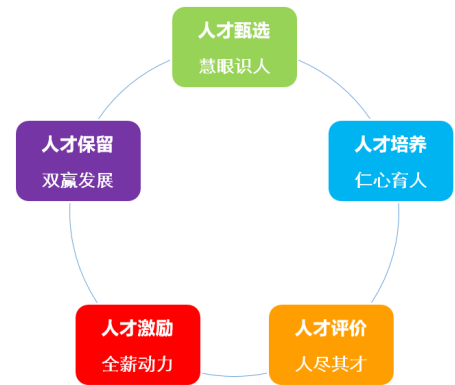 人才甄选
慧眼识人
人才培养
仁心育人
人才评价
人尽其才
人才激励
全薪动力
人才保留
双赢发展